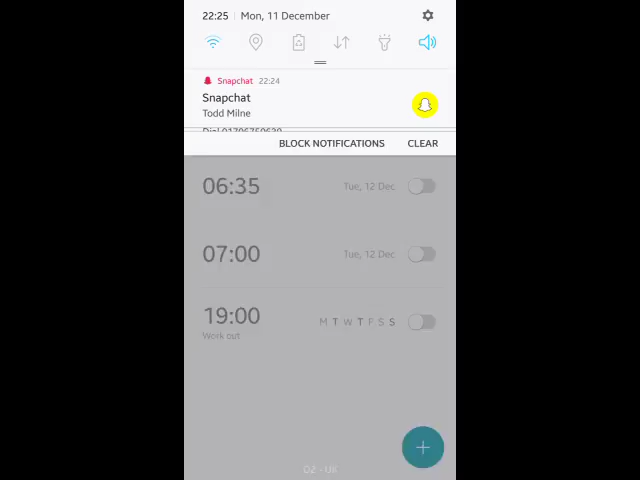 22:25 Mon, 11 December
Snapchat 22:24
Snapchat
Todd Milne
BLOCK NOTIFICATIONS CLEAR
06:35 Tue, 12 Dec
07:00 Tue, 12 Dec
19:00 M T W T F S S
Work out
O2 - UK